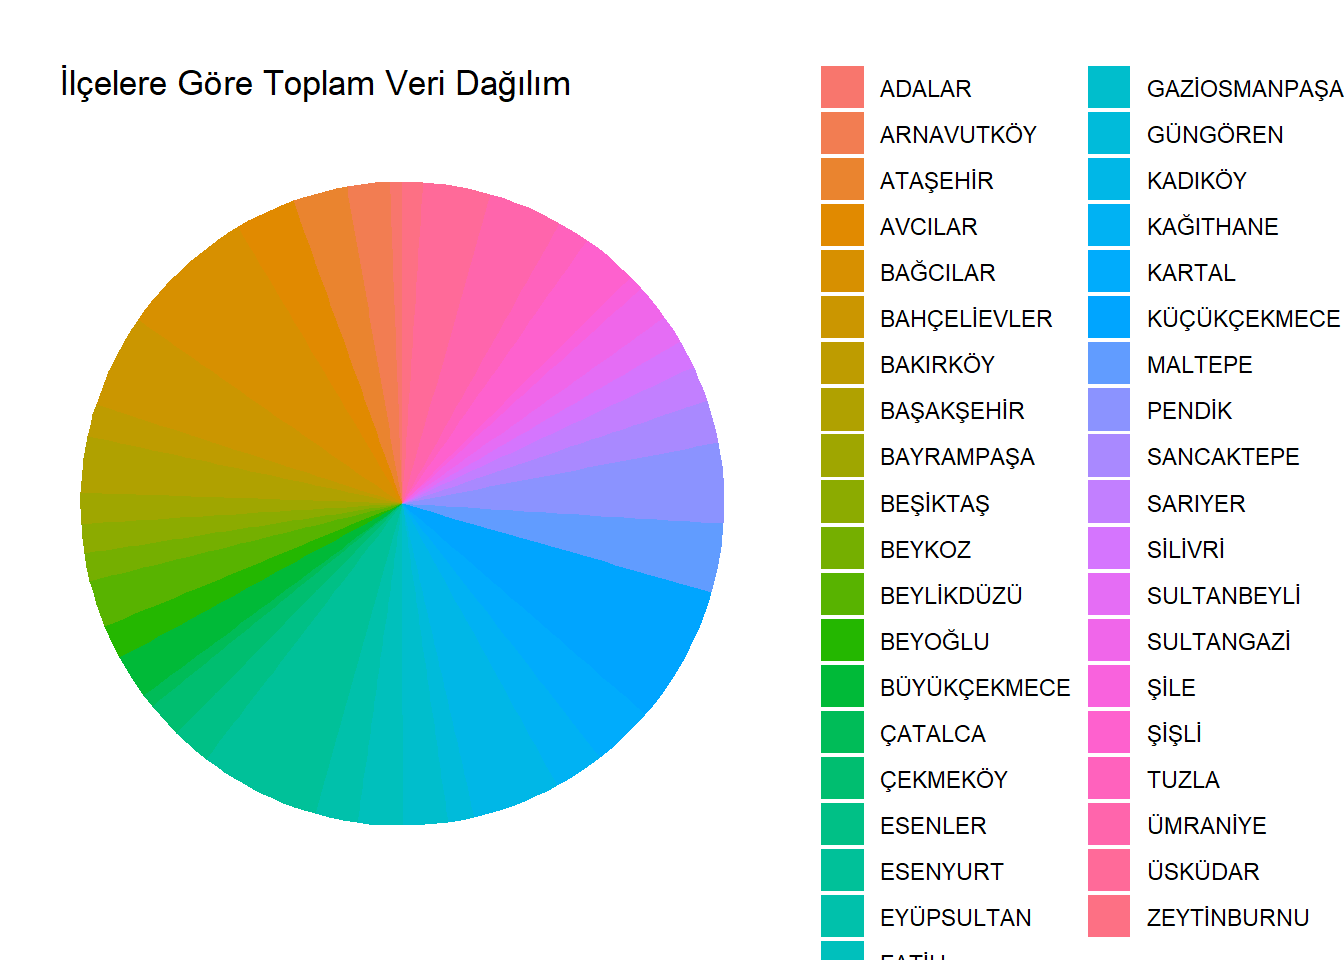 İlçelere Göre Toplam Veri Dağılım
ADALAR
ARNAVUTKÖY
ATAŞEHİR
AVCILAR
BAĞCILAR
BAHÇELİEVLER
BAKIRKÖY
BAŞAKŞEHİR
BAYRAMPAŞA
BEŞİKTAŞ
BEYKOZ
BEYLİKDÜZÜ
BEYOĞLU
BÜYÜKÇEKMECE
ÇATALCA
ÇEKMEKÖY
ESENLER
ESENYURT
EYÜPSULTAN
GAZİOSMANPAŞA
GÜNGÖREN
KADIKÖY
KAĞITHANE
KARTAL
KÜÇÜKÇEKMECE
MALTEPE
PENDİK
SANCAKTEPE
SARIYER
SİLİVRİ
SULTANBEYLİ
SULTANGAZİ
ŞİLE
ŞİŞLİ
TUZLA
ÜMRANİYE
ÜSKÜDAR
ZEYTİNBURNU